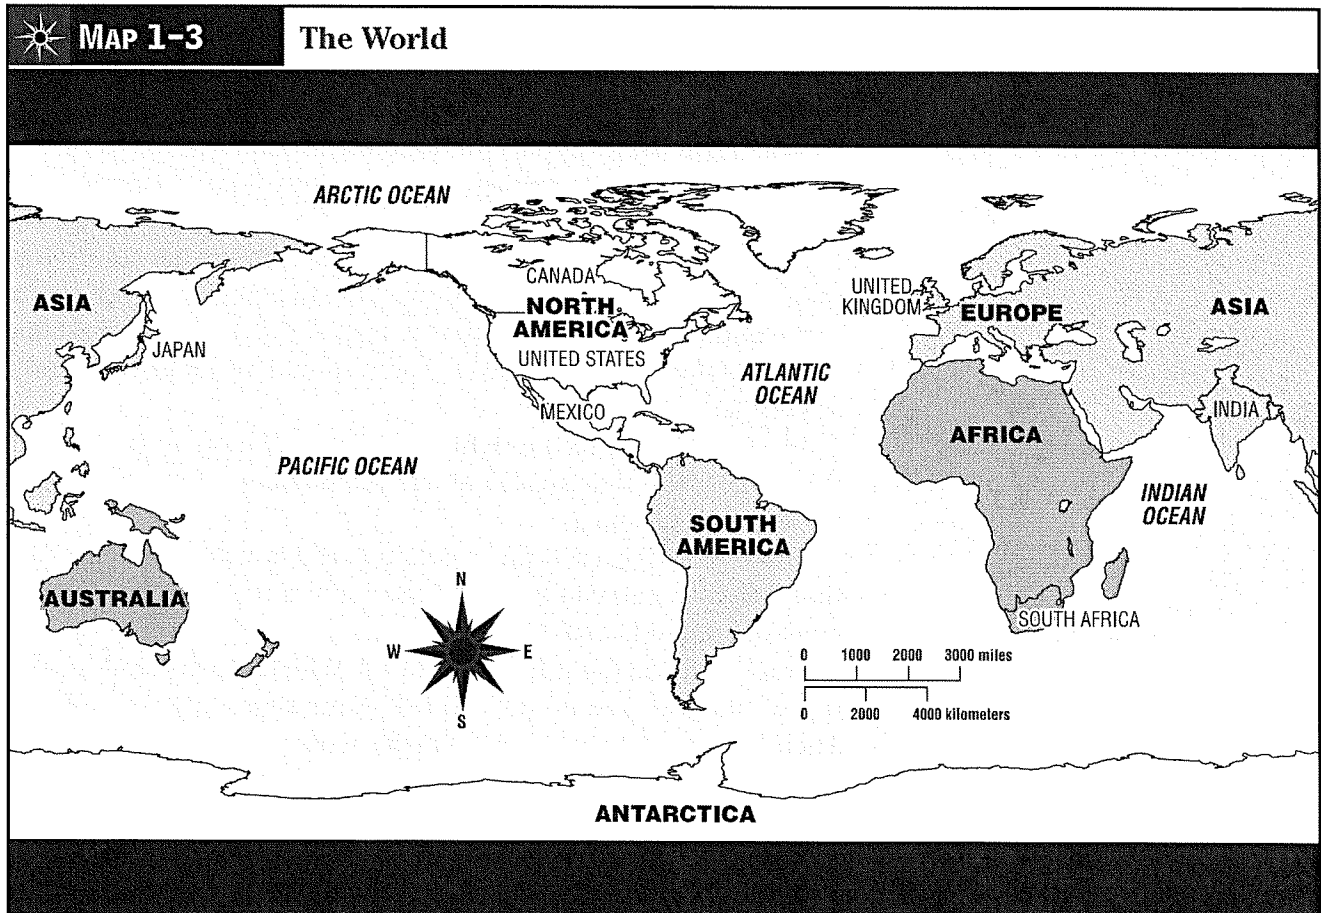 MAP 1-3
The World
ARCTIC OCEAN
CANADA
NORTH
AMERICA
UNITED STATES
MEXICO
ASIA
JAPAN
UNITED
KINGDOM
EUROPE
ASIA
ATLANTIC
OCEAN
AFRICA
INDIA
PACIFIC OCEAN
INDIAN
OCEAN
SOUTH
AMERICA
AUSTRALIA
SOUTH AFRICA
N
W
E
S
0 1000 2000 3000 miles
0 2000 4000 kilometers
ANTARCTICA